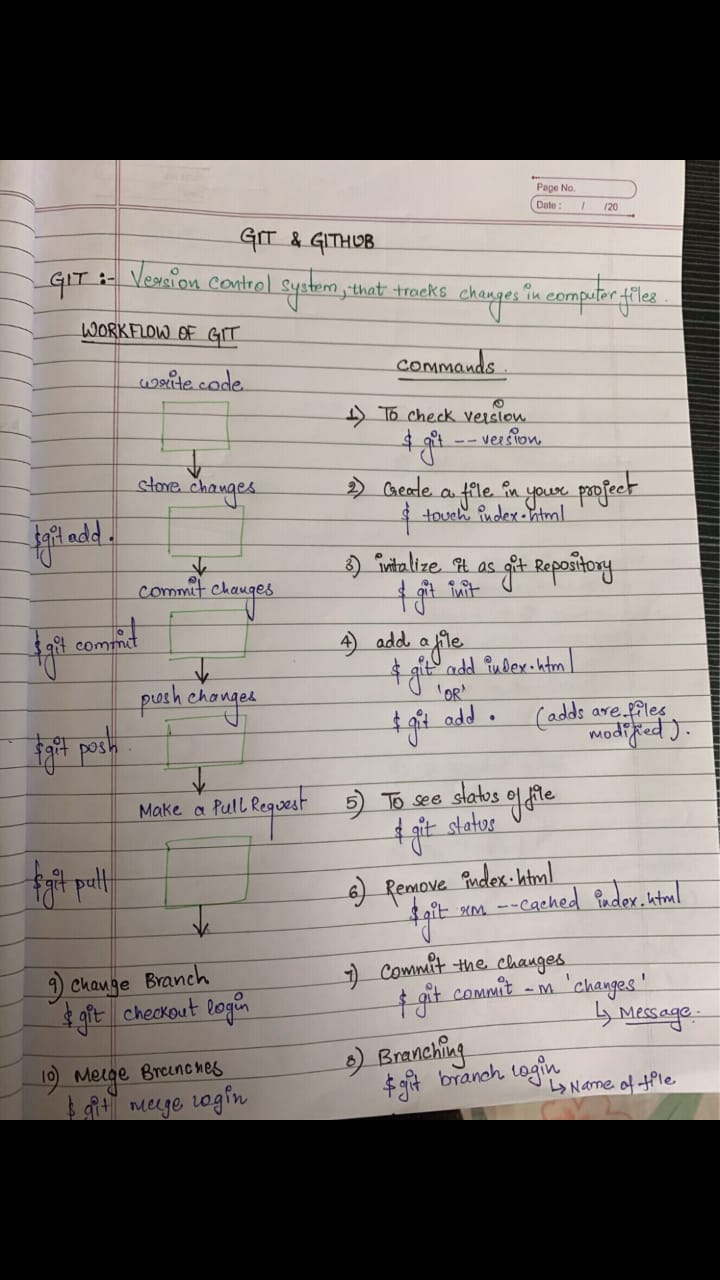 Page No.
Date : / /20
GIT & GITHUB
GIT :- Version control system, that tracks changes in computer files.
WORKFLOW OF GIT
write code
store changes
$git add .
commit changes
$git commit
push changes
$git posh.
Make a Pull Request
$git pull
9) Change Branch
$ git checkout login
10) Merge Branches
$ git merge login
Commands.
1) To check version
$ git --version
2) Create a file in your project
$ touch index.html
3) initalize it as git Repository
$ git init
4) add a file
$ git add index.html
'OR'
$ git add . (adds are files
modified).
5) To see status of file
$ git status
6) Remove index.html
$git rm --cached index.html
7) Commit the changes
$ git commit -m 'changes'
↳ Message.
8) Branching
$git branch login
↳ Name of file